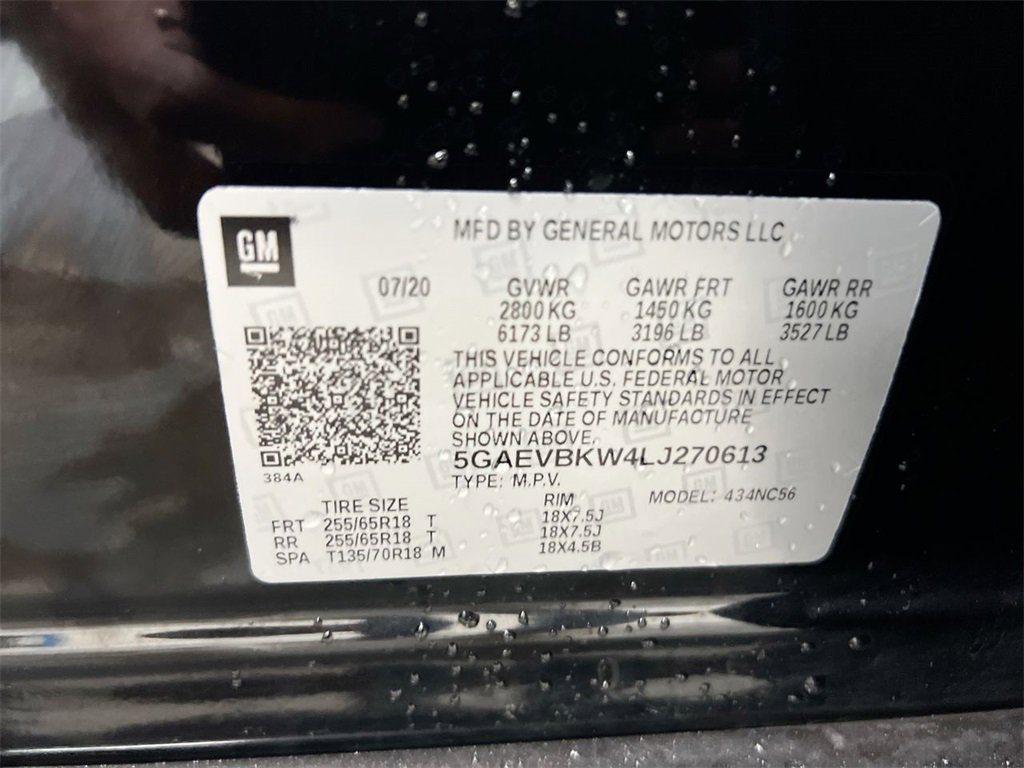 GM
MFD BY GENERAL MOTORS LLC
07/20 GVWR GAWR FRT GAWR RR
2800 KG 1450 KG 1600 KG
6173 LB 3196 LB 3527 LB
THIS VEHICLE CONFORMS TO ALL
APPLICABLE U.S. FEDERAL MOTOR
VEHICLE SAFETY STANDARDS IN EFFECT
ON THE DATE OF MANUFACTURE
SHOWN ABOVE.
5GAEVBKW4LJ270613
TYPE: M.P.V.
384A
TIRE SIZE RIM MODEL: 434NC56
FRT 255/65R18 T 18X7.5J
RR 255/65R18 T 18X7.5J
SPA T135/70R18 M 18X4.5B